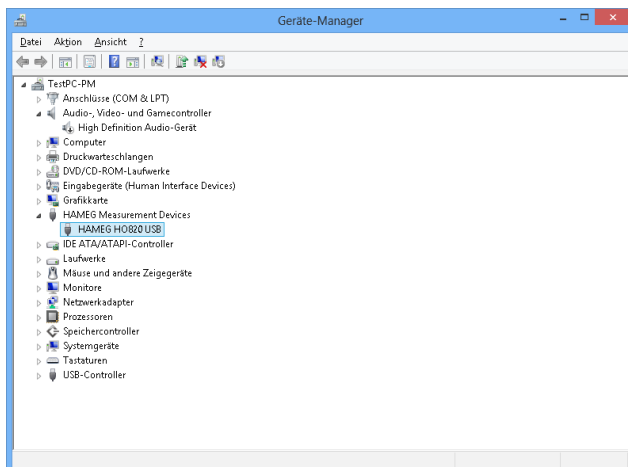 Geräte-Manager
Datei Aktion Ansicht ?
TestPC-PM
Anschlüsse (COM & LPT)
Audio-, Video- und Gamecontroller
High Definition Audio-Gerät
Computer
Druckwarteschlangen
DVD/CD-ROM-Laufwerke
Eingabegeräte (Human Interface Devices)
Grafikkarte
HAMEG Measurement Devices
HAMEG HO820 USB
IDE ATA/ATAPI-Controller
Laufwerke
Mäuse und andere Zeigegeräte
Monitore
Netzwerkadapter
Prozessoren
Speichercontroller
Systemgeräte
Tastaturen
USB-Controller